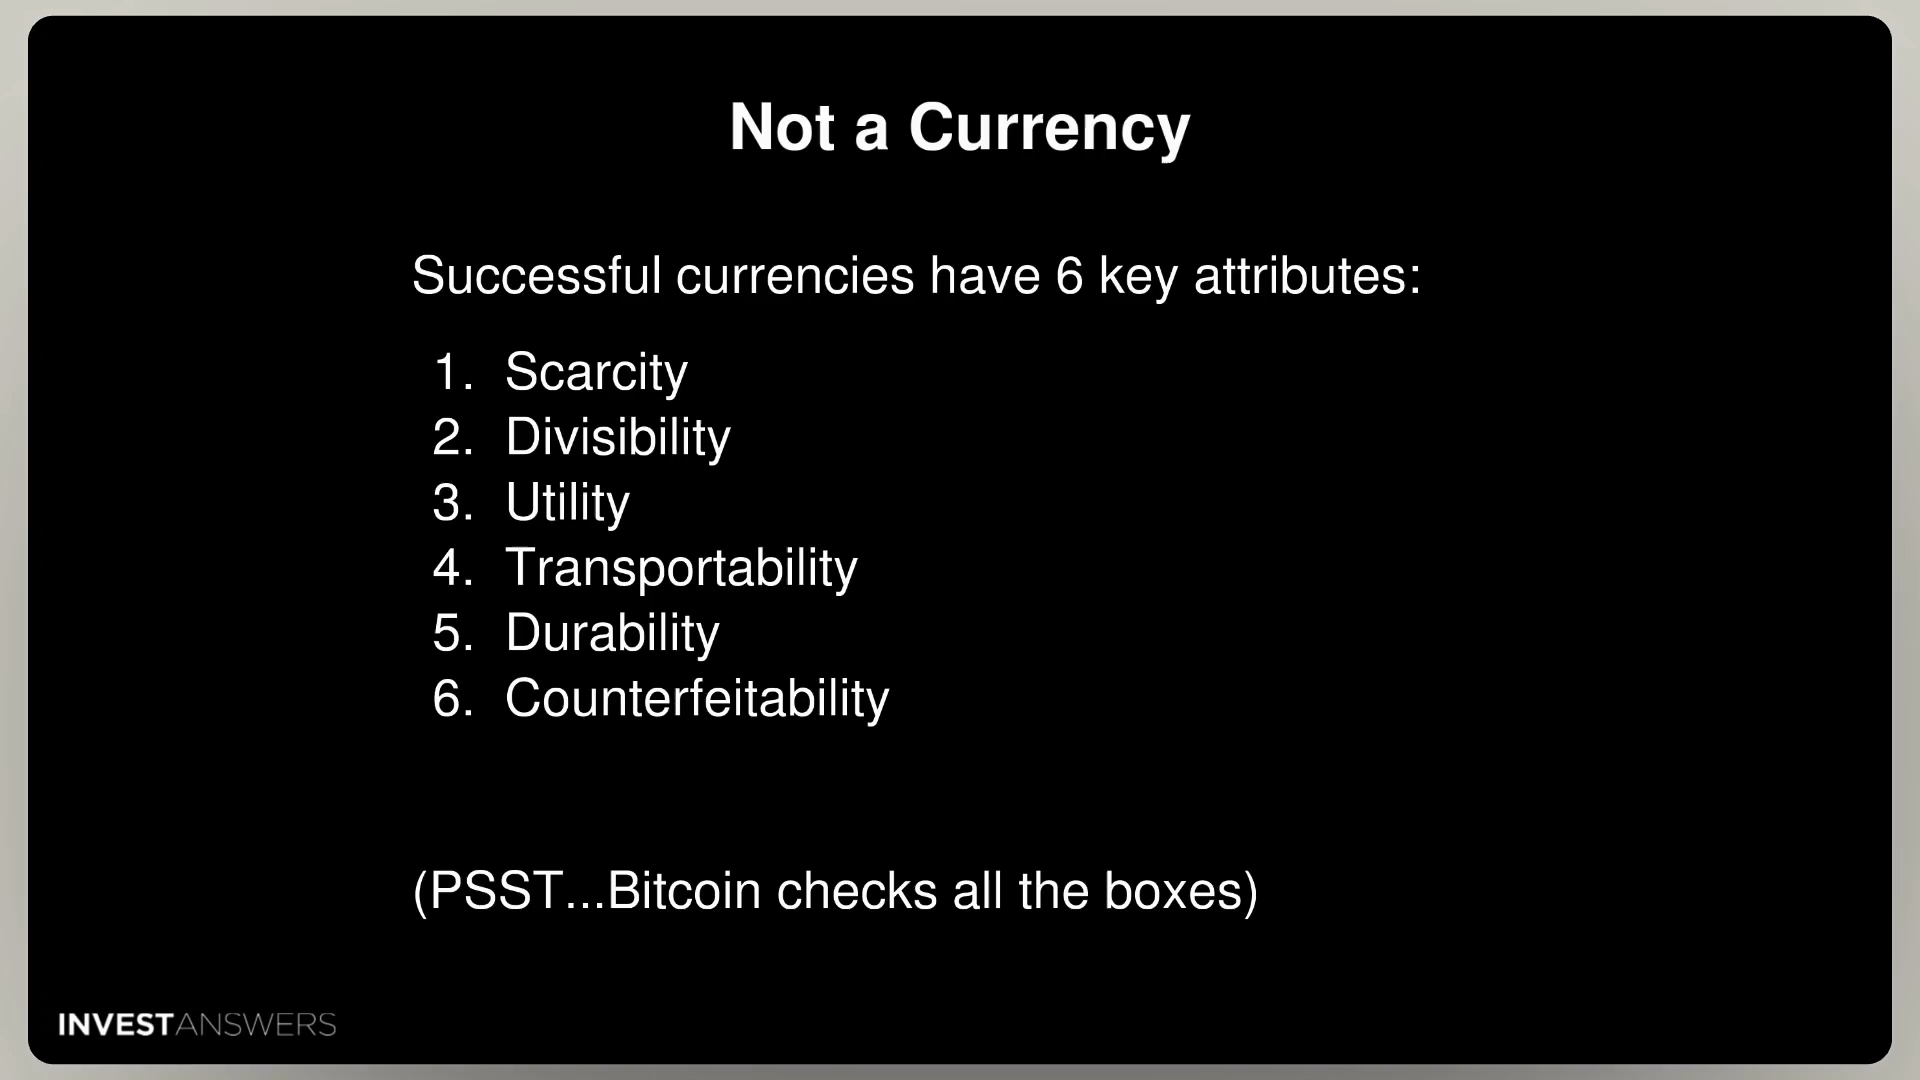 Not a Currency
Successful currencies have 6 key attributes:
1. Scarcity
2. Divisibility
3. Utility
4. Transportability
5. Durability
6. Counterfeitability
(PSST...Bitcoin checks all the boxes)
INVESTANSWERS